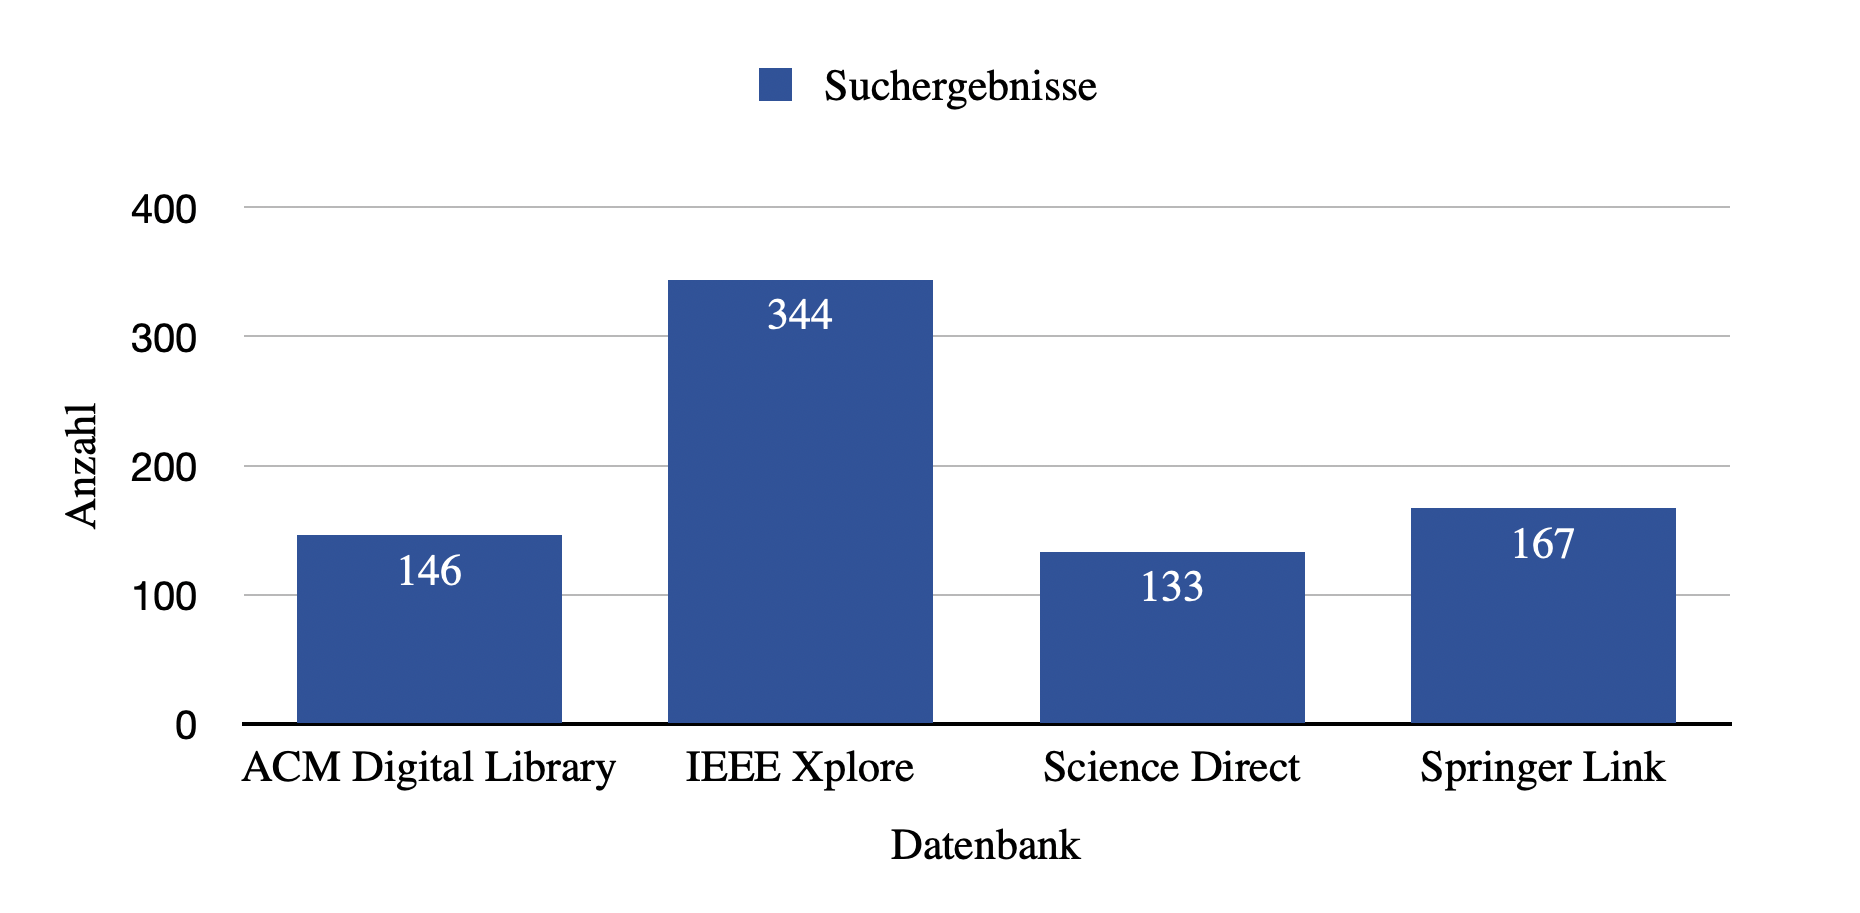 Suchergebnisse
400
300
200
100
0
Anzahl
344
146
133
167
ACM Digital Library IEEE Xplore Science Direct Springer Link
Datenbank